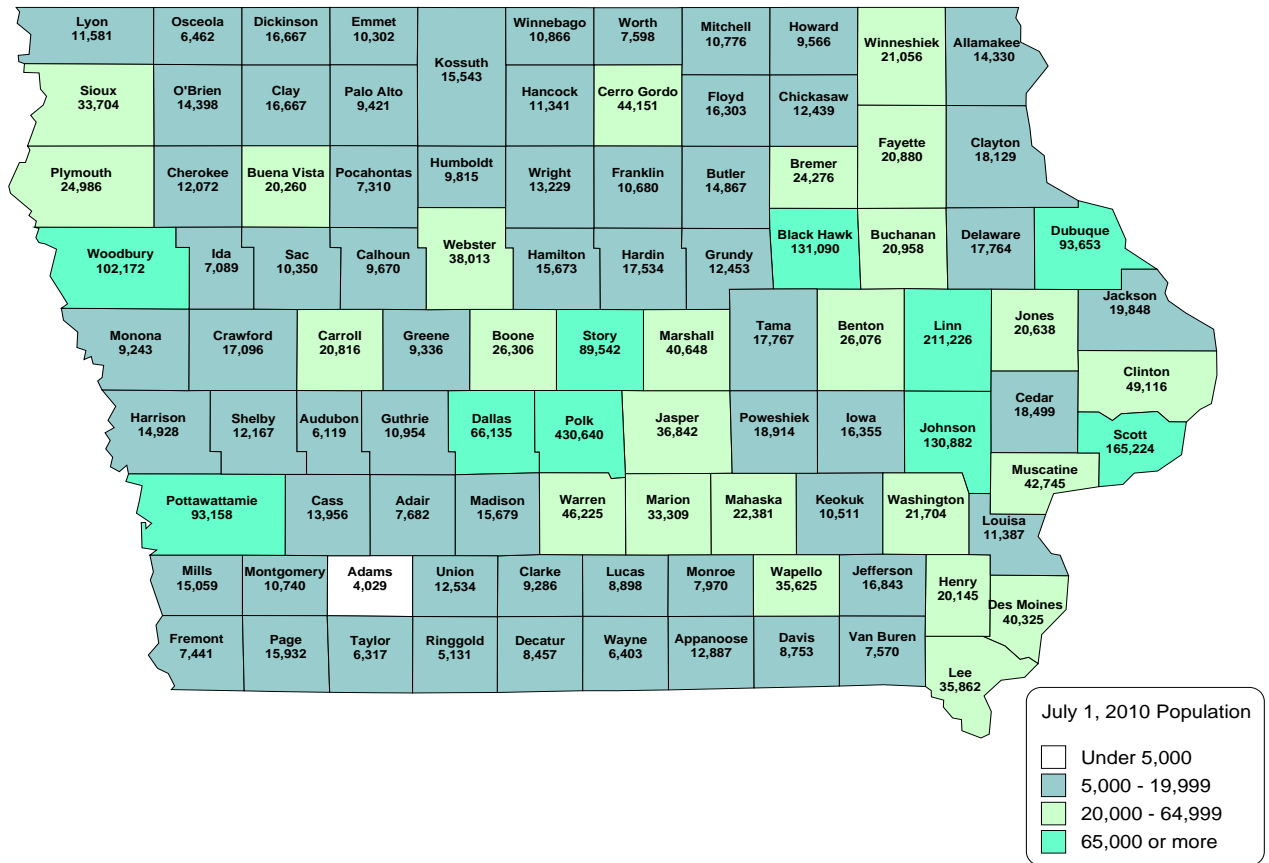 Lyon
11,581
Osceola
6,462
Dickinson
16,667
Emmet
10,302
Kossuth
15,543
Winnebago
10,866
Worth
7,598
Mitchell
10,776
Howard
9,566
Winneshiek
21,056
Allamakee
14,330
Sioux
33,704
O'Brien
14,398
Clay
16,667
Palo Alto
9,421
Hancock
11,341
Cerro Gordo
44,151
Floyd
16,303
Chickasaw
12,439
Fayette
20,880
Clayton
18,129
Plymouth
24,986
Cherokee
12,072
Buena Vista
20,260
Pocahontas
7,310
Humboldt
9,815
Wright
13,229
Franklin
10,680
Butler
14,867
Bremer
24,276
Woodbury
102,172
Ida
7,089
Sac
10,350
Calhoun
9,670
Webster
38,013
Hamilton
15,673
Hardin
17,534
Grundy
12,453
Black Hawk
131,090
Buchanan
20,958
Delaware
17,764
Dubuque
93,653
Jackson
19,848
Monona
9,243
Crawford
17,096
Carroll
20,816
Greene
9,336
Boone
26,306
Story
89,542
Marshall
40,648
Tama
17,767
Benton
26,076
Linn
211,226
Jones
20,638
Clinton
49,116
Harrison
14,928
Shelby
12,167
Audubon
6,119
Guthrie
10,954
Dallas
66,135
Polk
430,640
Jasper
36,842
Poweshiek
18,914
Iowa
16,355
Johnson
130,882
Cedar
18,499
Scott
165,224
Muscatine
42,745
Pottawattamie
93,158
Cass
13,956
Adair
7,682
Madison
15,679
Warren
46,225
Marion
33,309
Mahaska
22,381
Keokuk
10,511
Washington
21,704
Louisa
11,387
Mills
15,059
Montgomery
10,740
Adams
4,029
Union
12,534
Clarke
9,286
Lucas
8,898
Monroe
7,970
Wapello
35,625
Jefferson
16,843
Henry
20,145
Des Moines
40,325
Fremont
7,441
Page
15,932
Taylor
6,317
Ringgold
5,131
Decatur
8,457
Wayne
6,403
Appanoose
12,887
Davis
8,753
Van Buren
7,570
Lee
35,862
July 1, 2010 Population
Under 5,000
5,000 - 19,999
20,000 - 64,999
65,000 or more